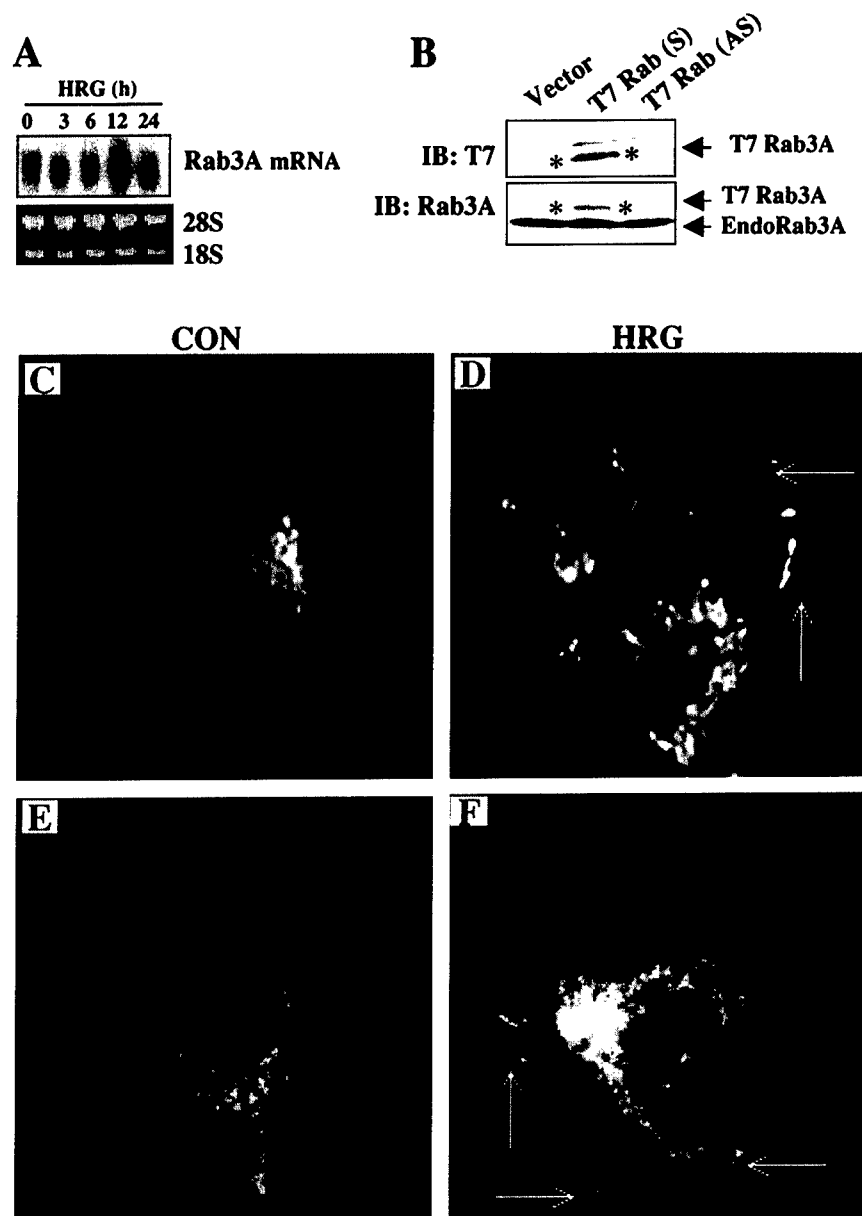 A
HRG (h)
0 3 6 12 24
Rab3A mRNA
28S
18S
B
Vector
T7 Rab (S)
T7 Rab (AS)
IB: T7
* *
T7 Rab3A
IB: Rab3A
* *
T7 Rab3A
EndoRab3A
CON
HRG
C
D
E
F